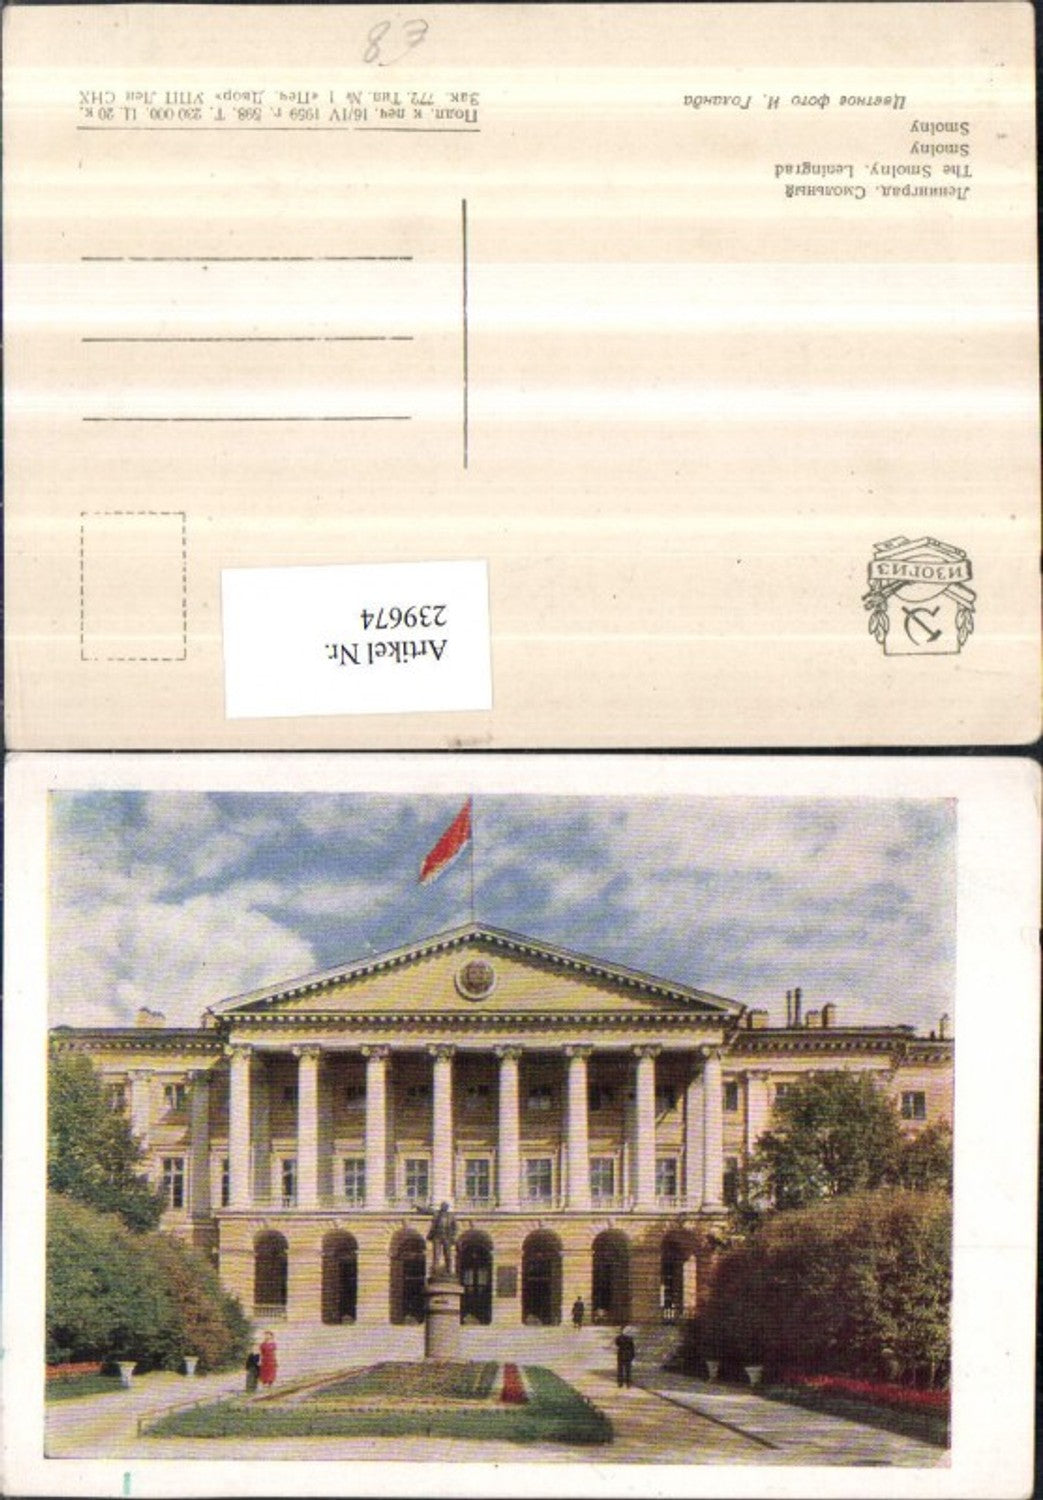 ИЗОГИЗ
Ленинград. Смольный
The Smolny. Leningrad
Smolny
Smolny
Цветное фото И. Голанда
Artikel Nr.
239674
Подп. к печ. 16/IV 1959 г. 598. Т. 230 000. Ц. 20 к.
Зак. 772. Тип. № 1 «Печ. Двор» УПП Лен СНХ
83